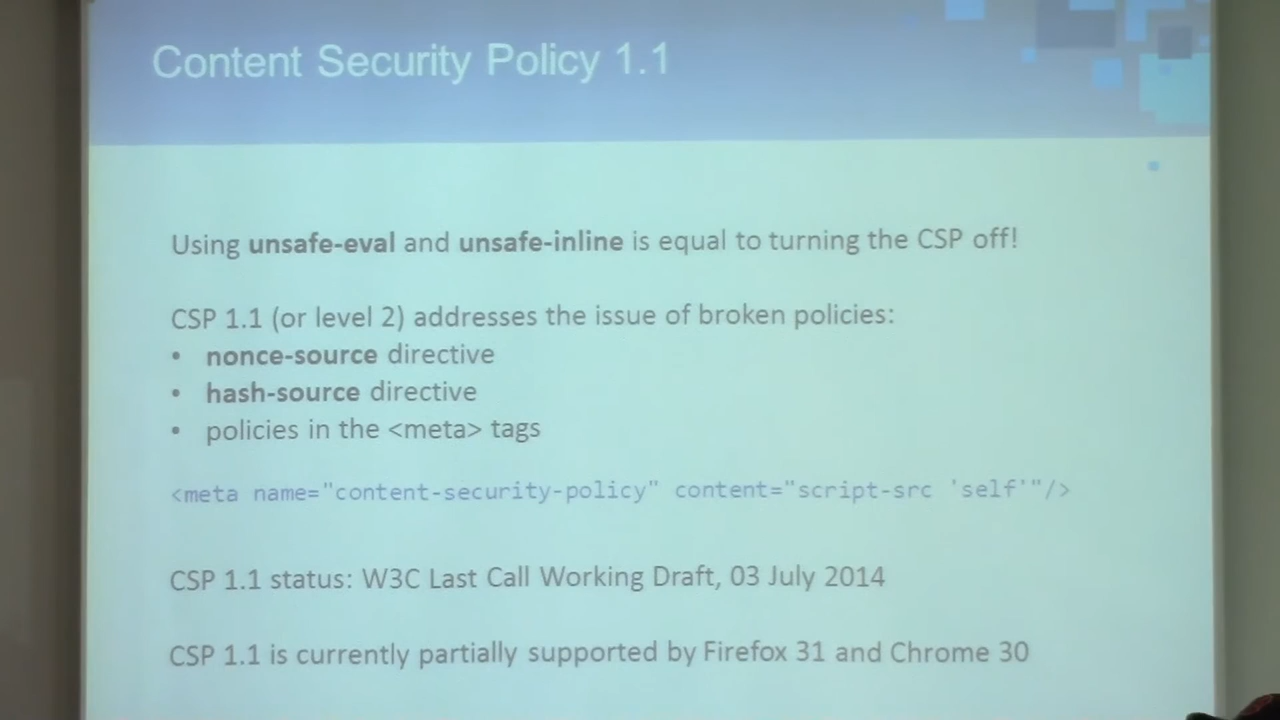 Content Security Policy 1.1
Using unsafe-eval and unsafe-inline is equal to turning the CSP off!
CSP 1.1 (or level 2) addresses the issue of broken policies:
• nonce-source directive
• hash-source directive
• policies in the <meta> tags
<meta name="content-security-policy" content="script-src 'self'"/>
CSP 1.1 status: W3C Last Call Working Draft, 03 July 2014
CSP 1.1 is currently partially supported by Firefox 31 and Chrome 30